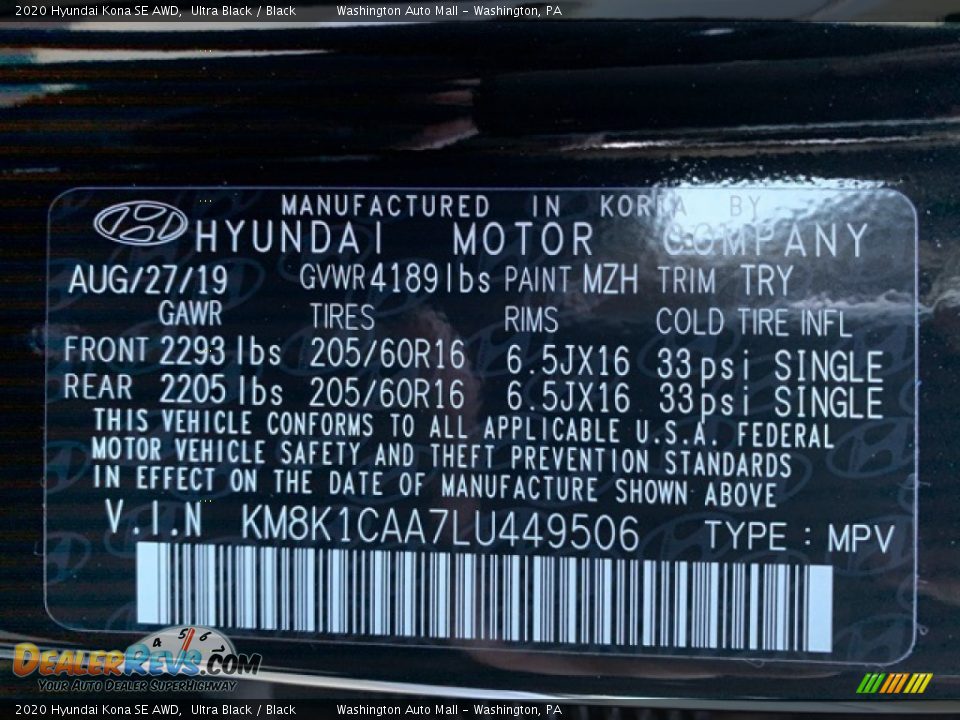 2020 Hyundai Kona SE AWD, Ultra Black / Black Washington Auto Mall - Washington, PA
MANUFACTURED IN KOREA BY
HYUNDAI MOTOR COMPANY
AUG/27/19 GVWR 4189 lbs PAINT MZH TRIM TRY
GAWR TIRES RIMS COLD TIRE INFL
FRONT 2293 lbs 205/60R16 6.5JX16 33 psi SINGLE
REAR 2205 lbs 205/60R16 6.5JX16 33 psi SINGLE
THIS VEHICLE CONFORMS TO ALL APPLICABLE U.S.A. FEDERAL
MOTOR VEHICLE SAFETY AND THEFT PREVENTION STANDARDS
IN EFFECT ON THE DATE OF MANUFACTURE SHOWN ABOVE
V.I.N KM8K1CAA7LU449506 TYPE : MPV
4 5 6
DEALERREVS.COM
YOUR AUTO DEALER SUPERHIGHWAY
2020 Hyundai Kona SE AWD, Ultra Black / Black Washington Auto Mall - Washington, PA